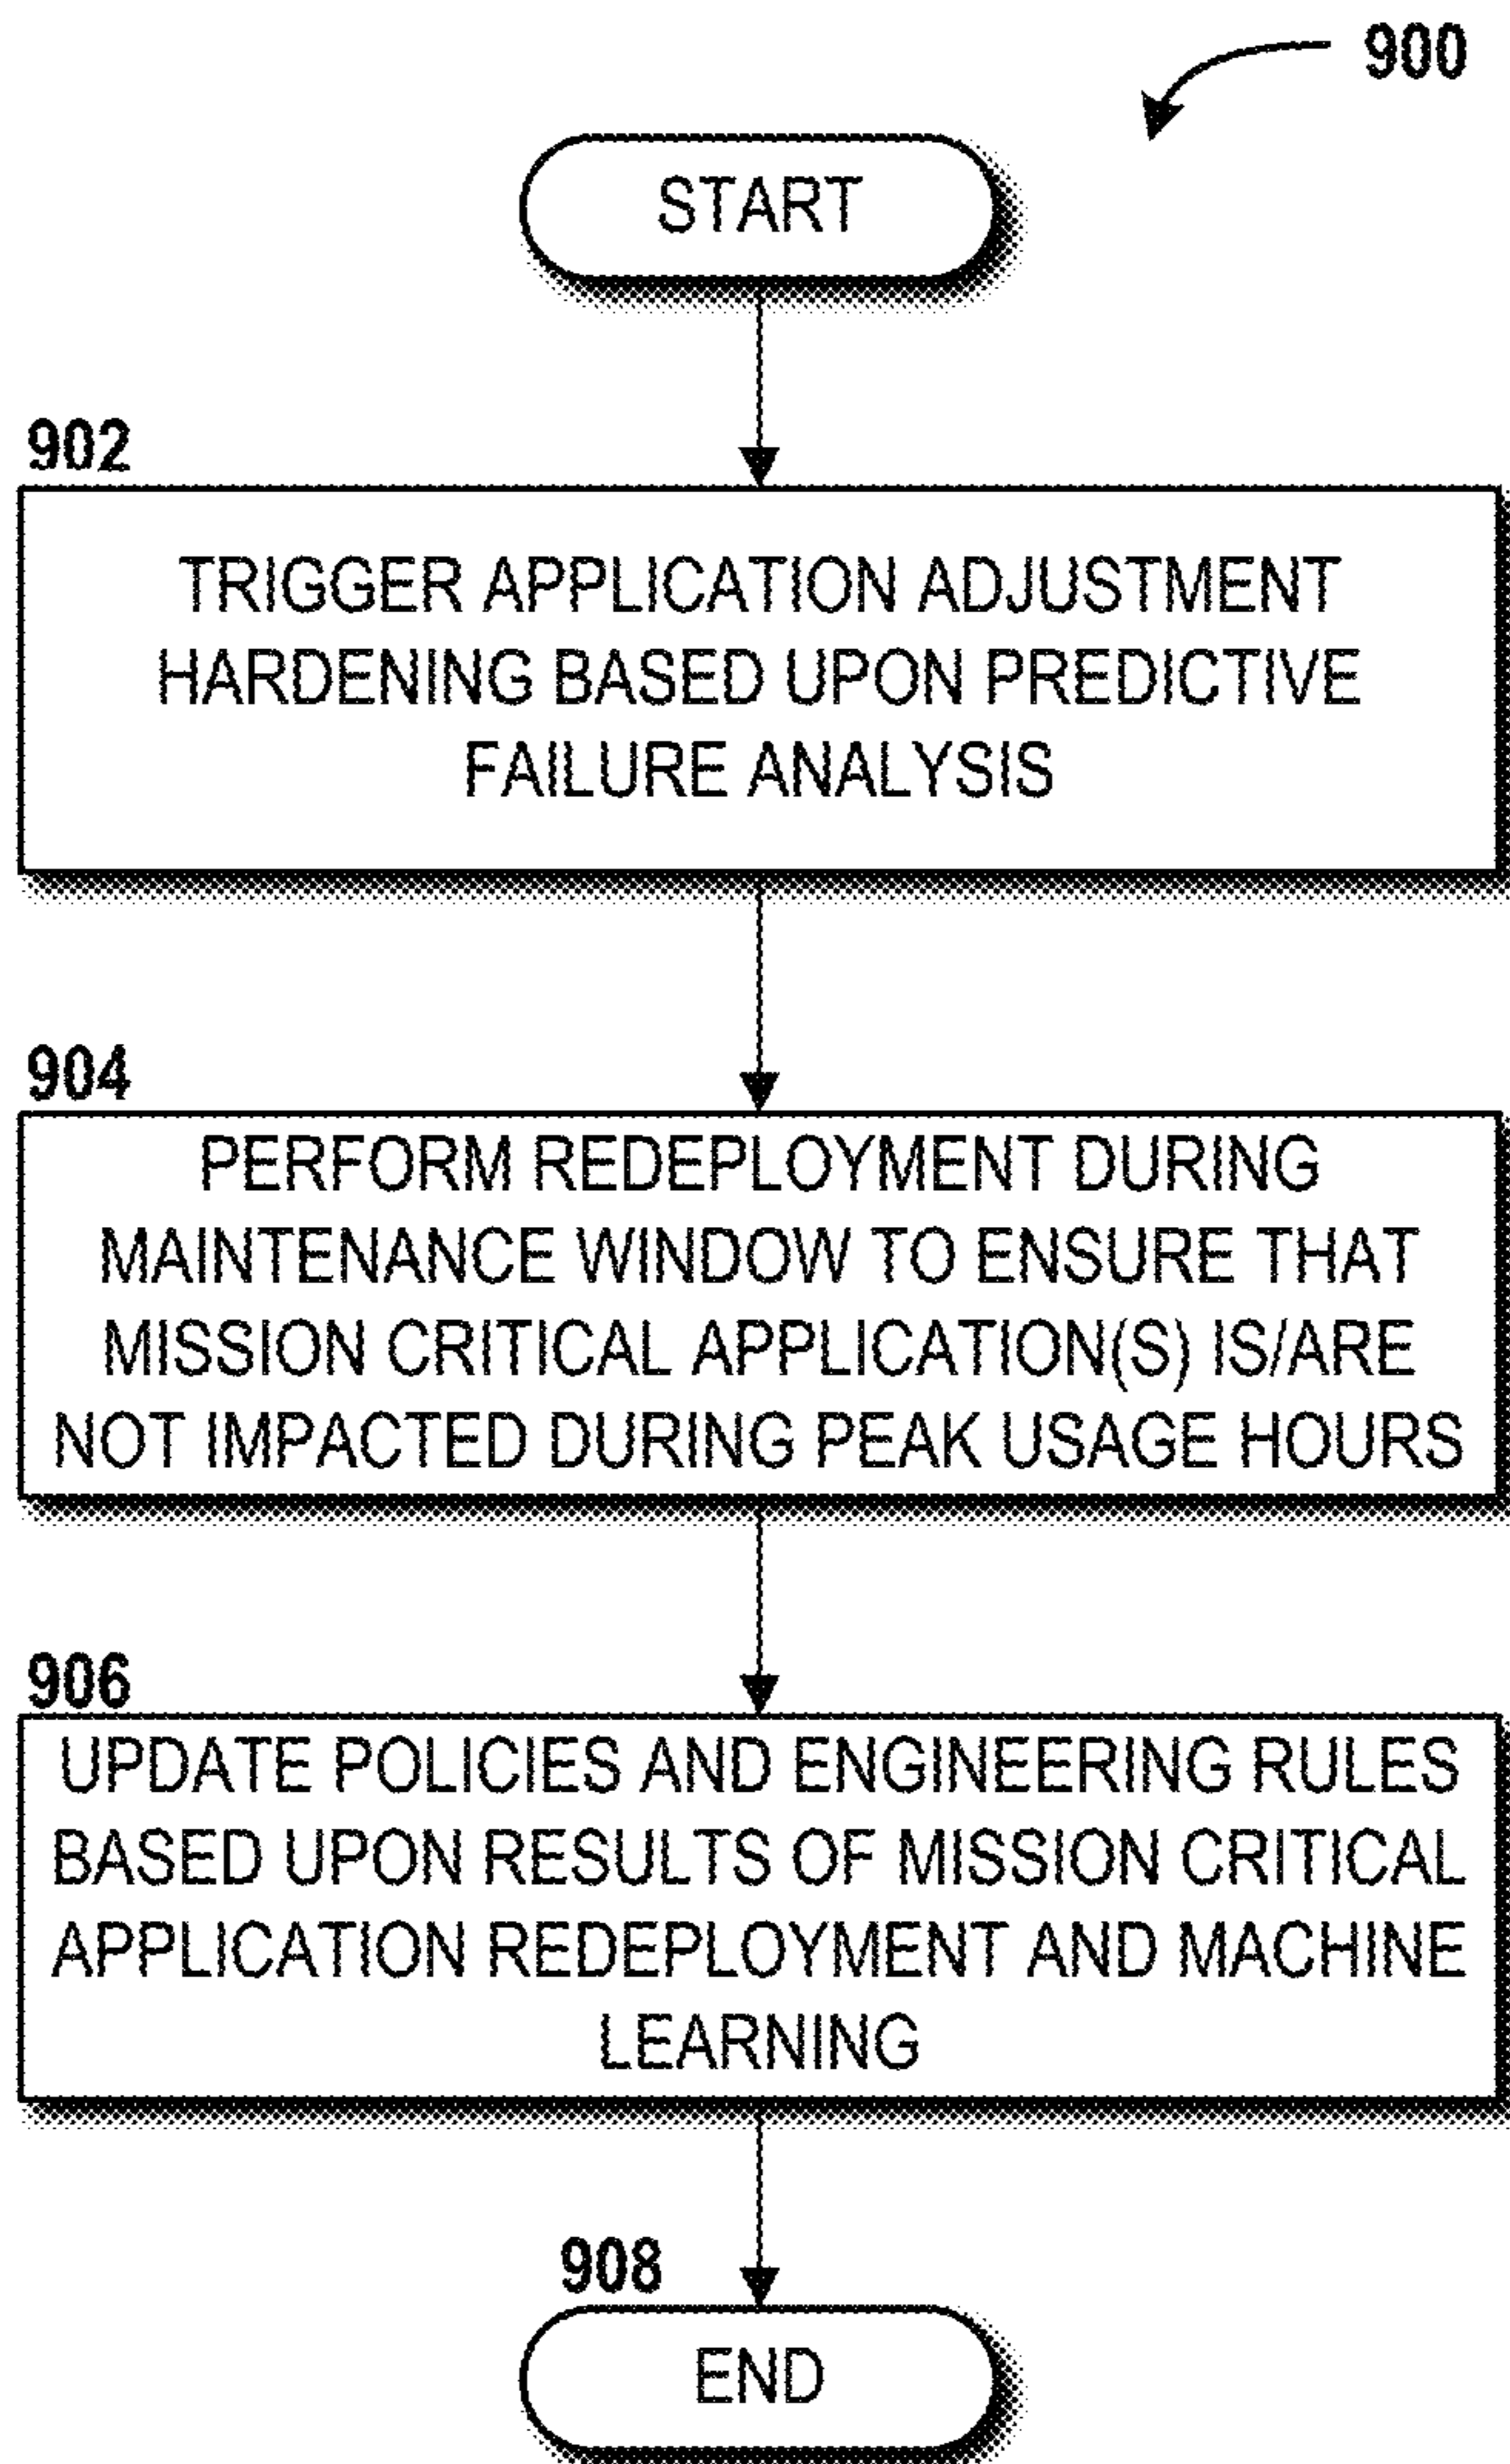 900
START
902
TRIGGER APPLICATION ADJUSTMENT
HARDENING BASED UPON PREDICTIVE
FAILURE ANALYSIS
904
PERFORM REDEPLOYMENT DURING
MAINTENANCE WINDOW TO ENSURE THAT
MISSION CRITICAL APPLICATION(S) IS/ARE
NOT IMPACTED DURING PEAK USAGE HOURS
906
UPDATE POLICIES AND ENGINEERING RULES
BASED UPON RESULTS OF MISSION CRITICAL
APPLICATION REDEPLOYMENT AND MACHINE
LEARNING
908
END